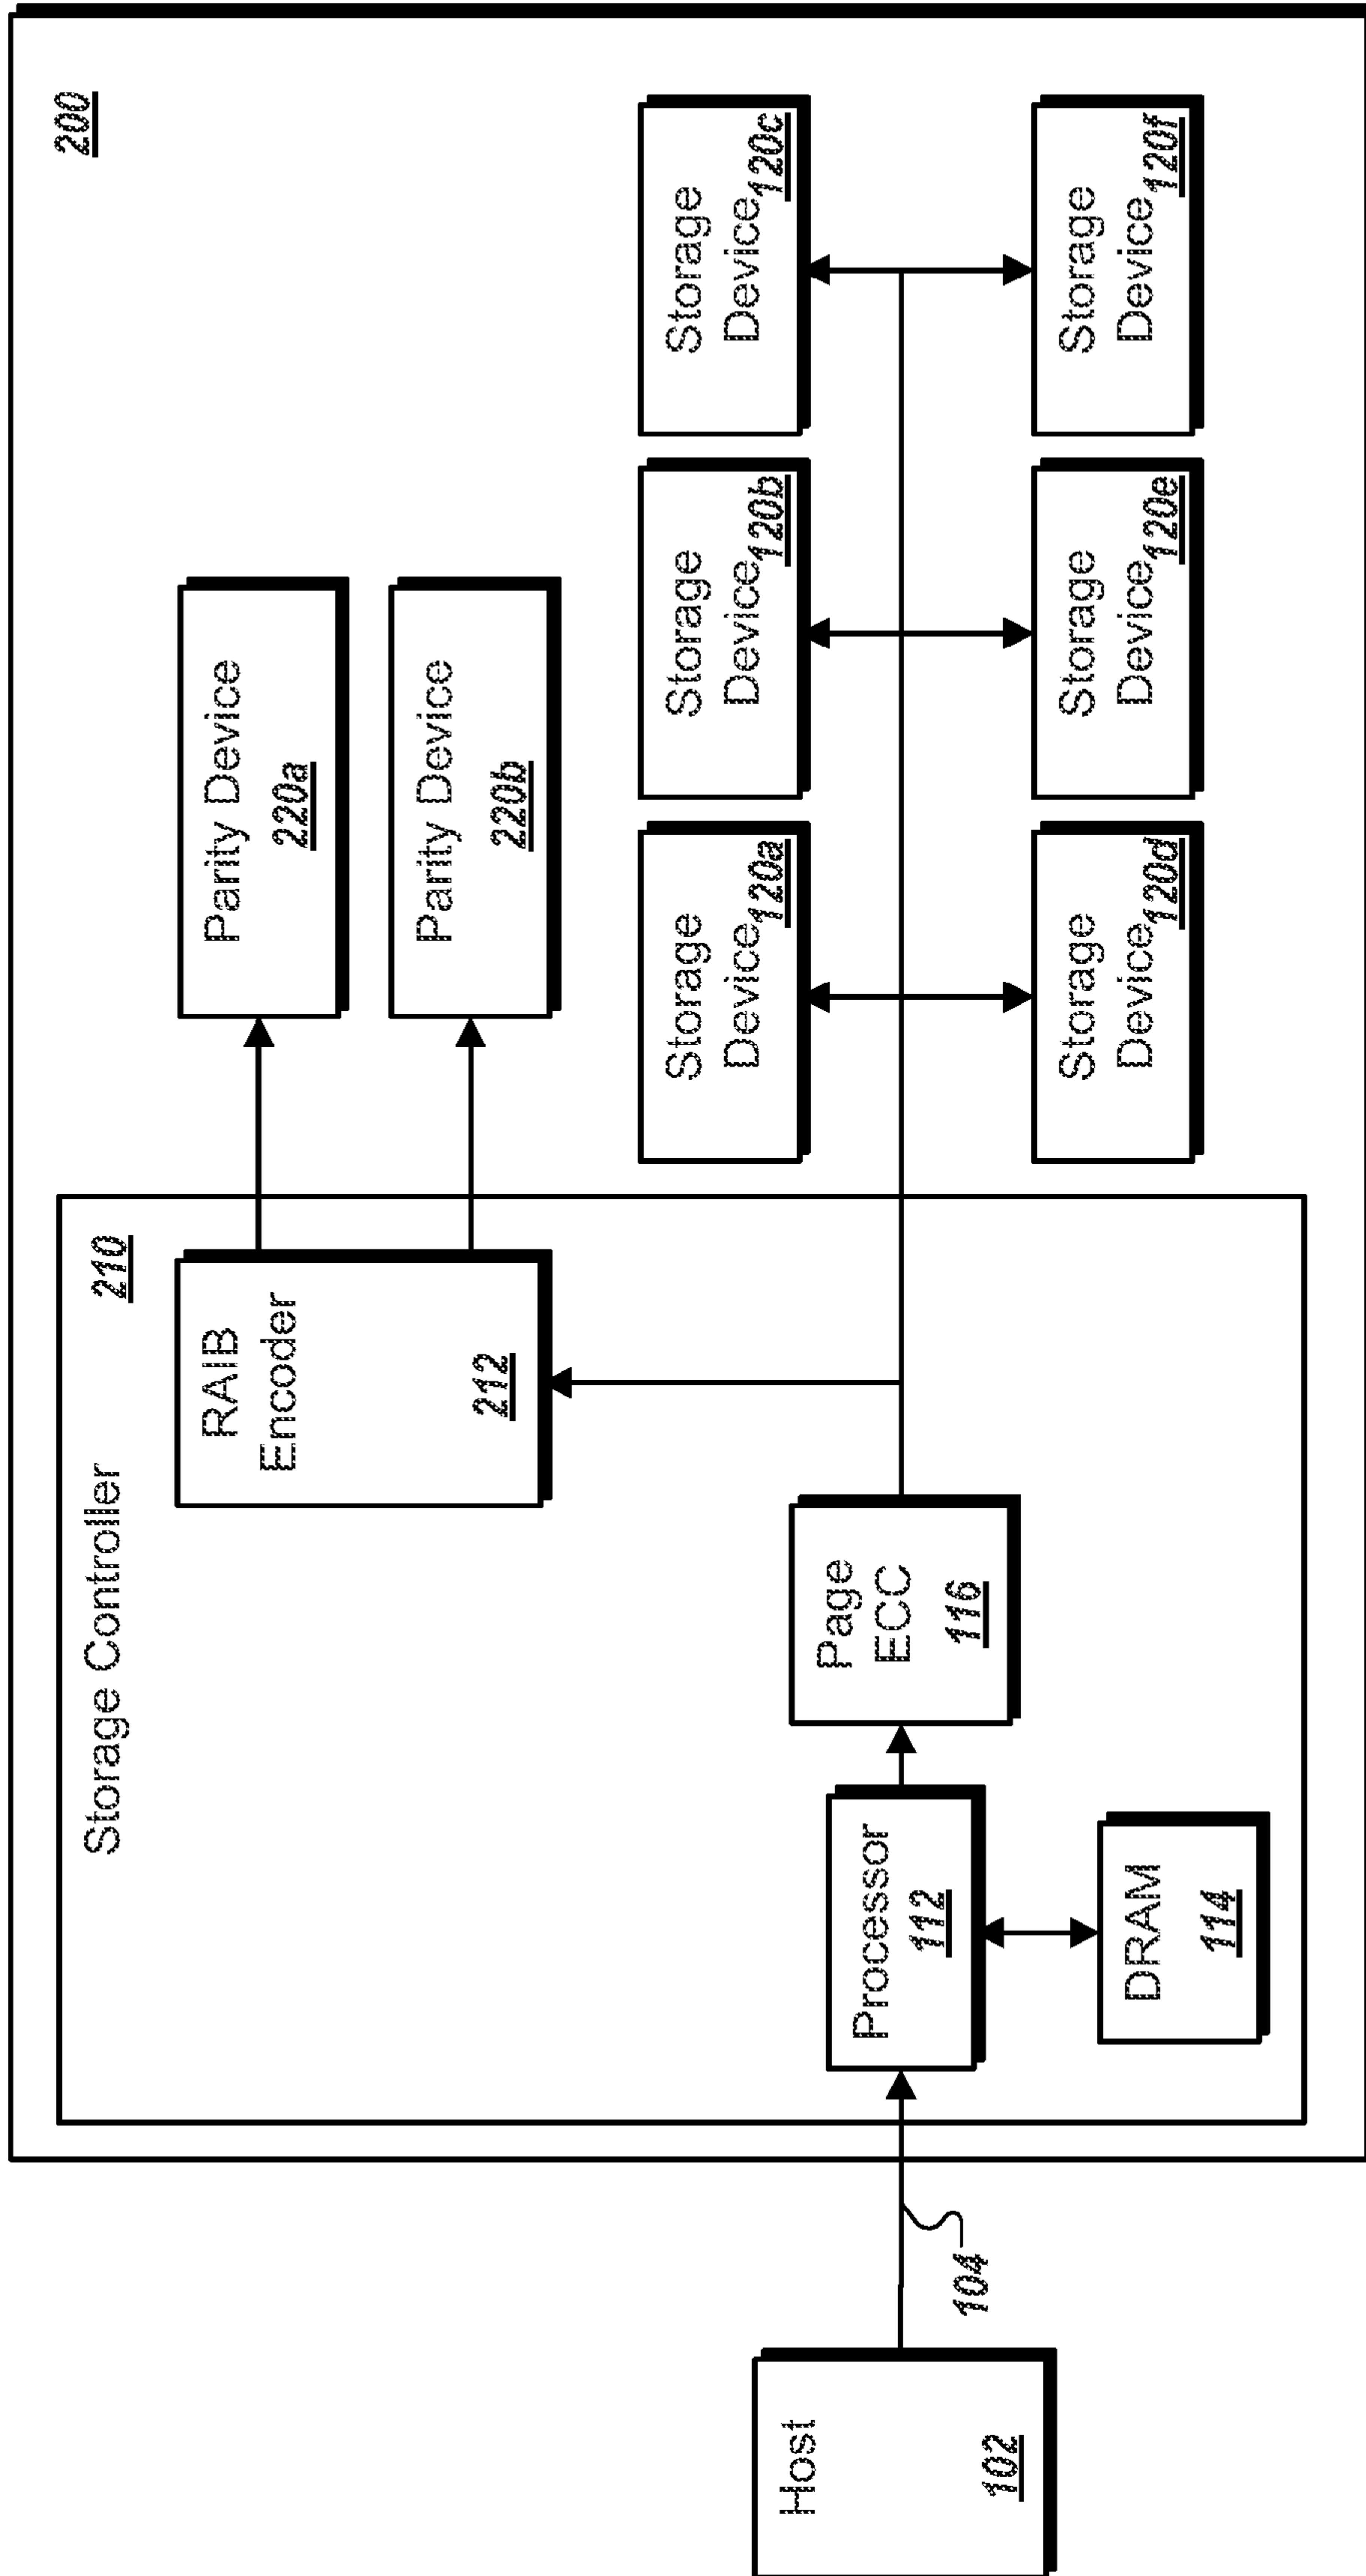 200
Storage Controller
210
RAIB
Encoder
212
Parity Device
220a
Parity Device
220b
Host
102
104
Processor
112
DRAM
114
Page
ECC
116
Storage
Device
120a
Storage
Device
120b
Storage
Device
120c
Storage
Device
120d
Storage
Device
120e
Storage
Device
120f